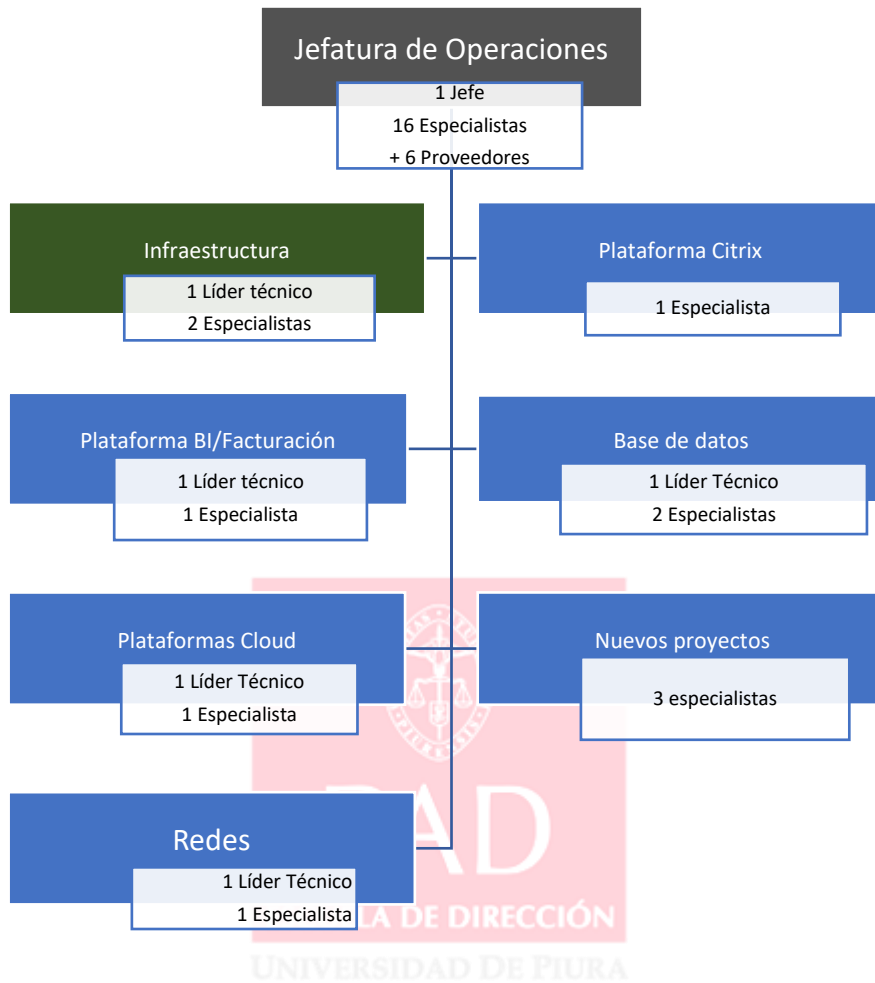 Jefatura de Operaciones
1 Jefe
16 Especialistas
+ 6 Proveedores
Infraestructura
1 Líder técnico
2 Especialistas
Plataforma Citrix
1 Especialista
Plataforma BI/Facturación
1 Líder técnico
1 Especialista
Base de datos
1 Líder Técnico
2 Especialistas
Plataformas Cloud
1 Líder Técnico
1 Especialista
Nuevos proyectos
3 especialistas
Redes
1 Líder Técnico
1 Especialista
PAD
LA DE DIRECCIÓN
UNIVERSIDAD DE PIURA